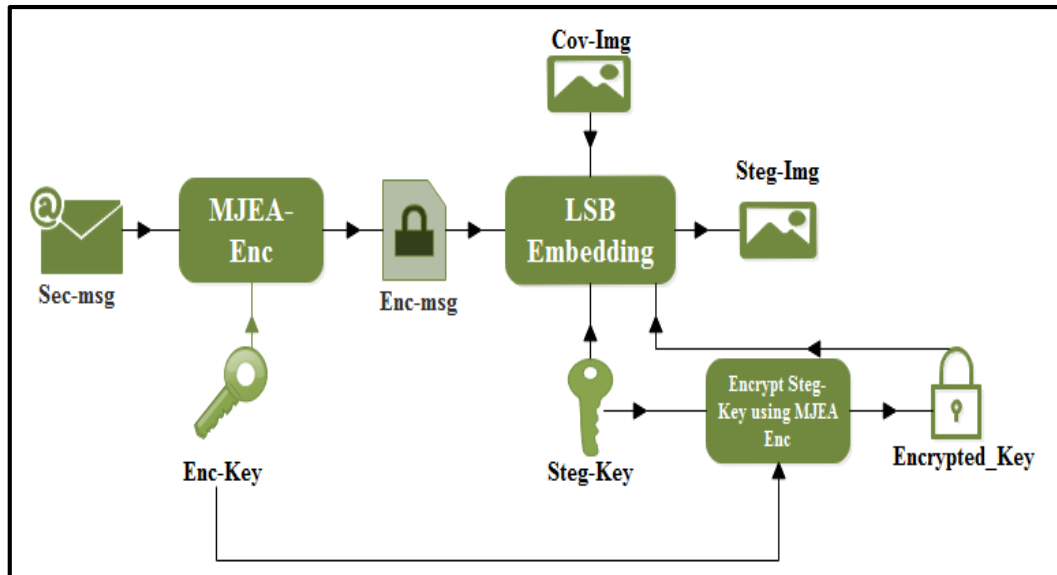 Cov-Img
Steg-Img
@
MJEA-
Enc
LSB
Embedding
Sec-msg
Enc-msg
Encrypt Steg-
Key using MJEA
Enc
Enc-Key
Steg-Key
Encrypted_Key